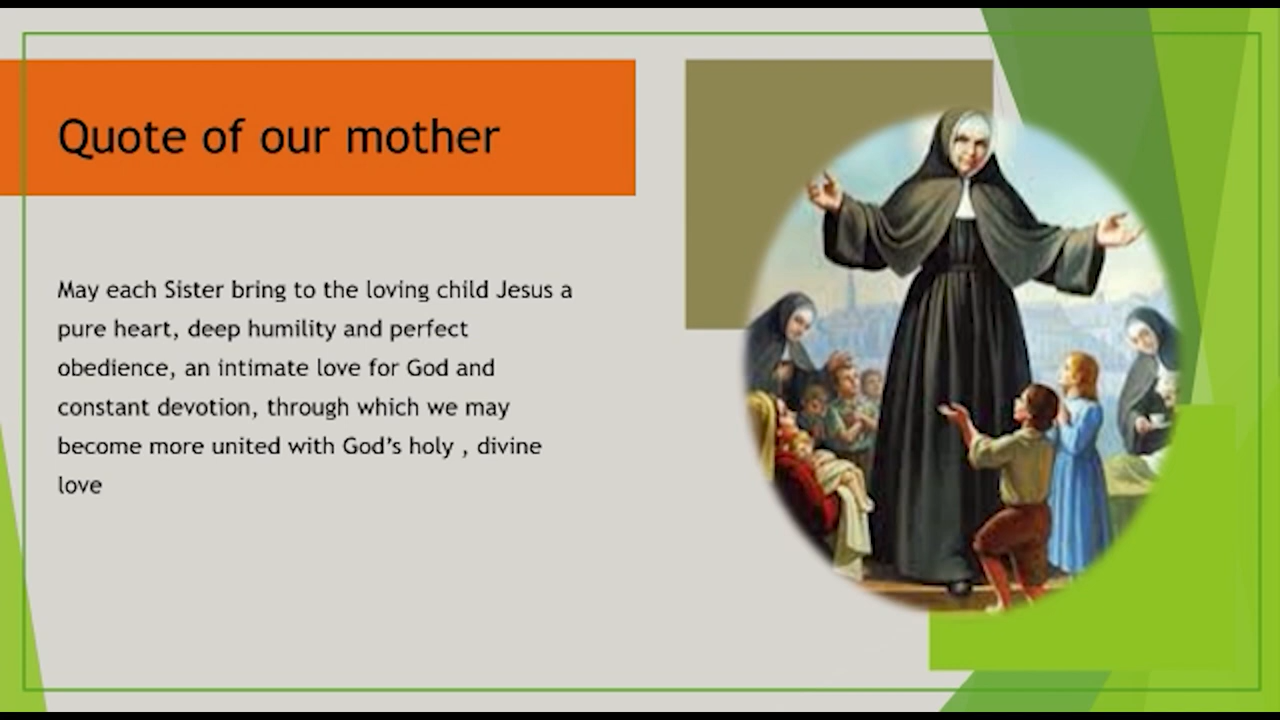 Quote of our mother
May each Sister bring to the loving child Jesus a
pure heart, deep humility and perfect
obedience, an intimate love for God and
constant devotion, through which we may
become more united with God’s holy , divine
love